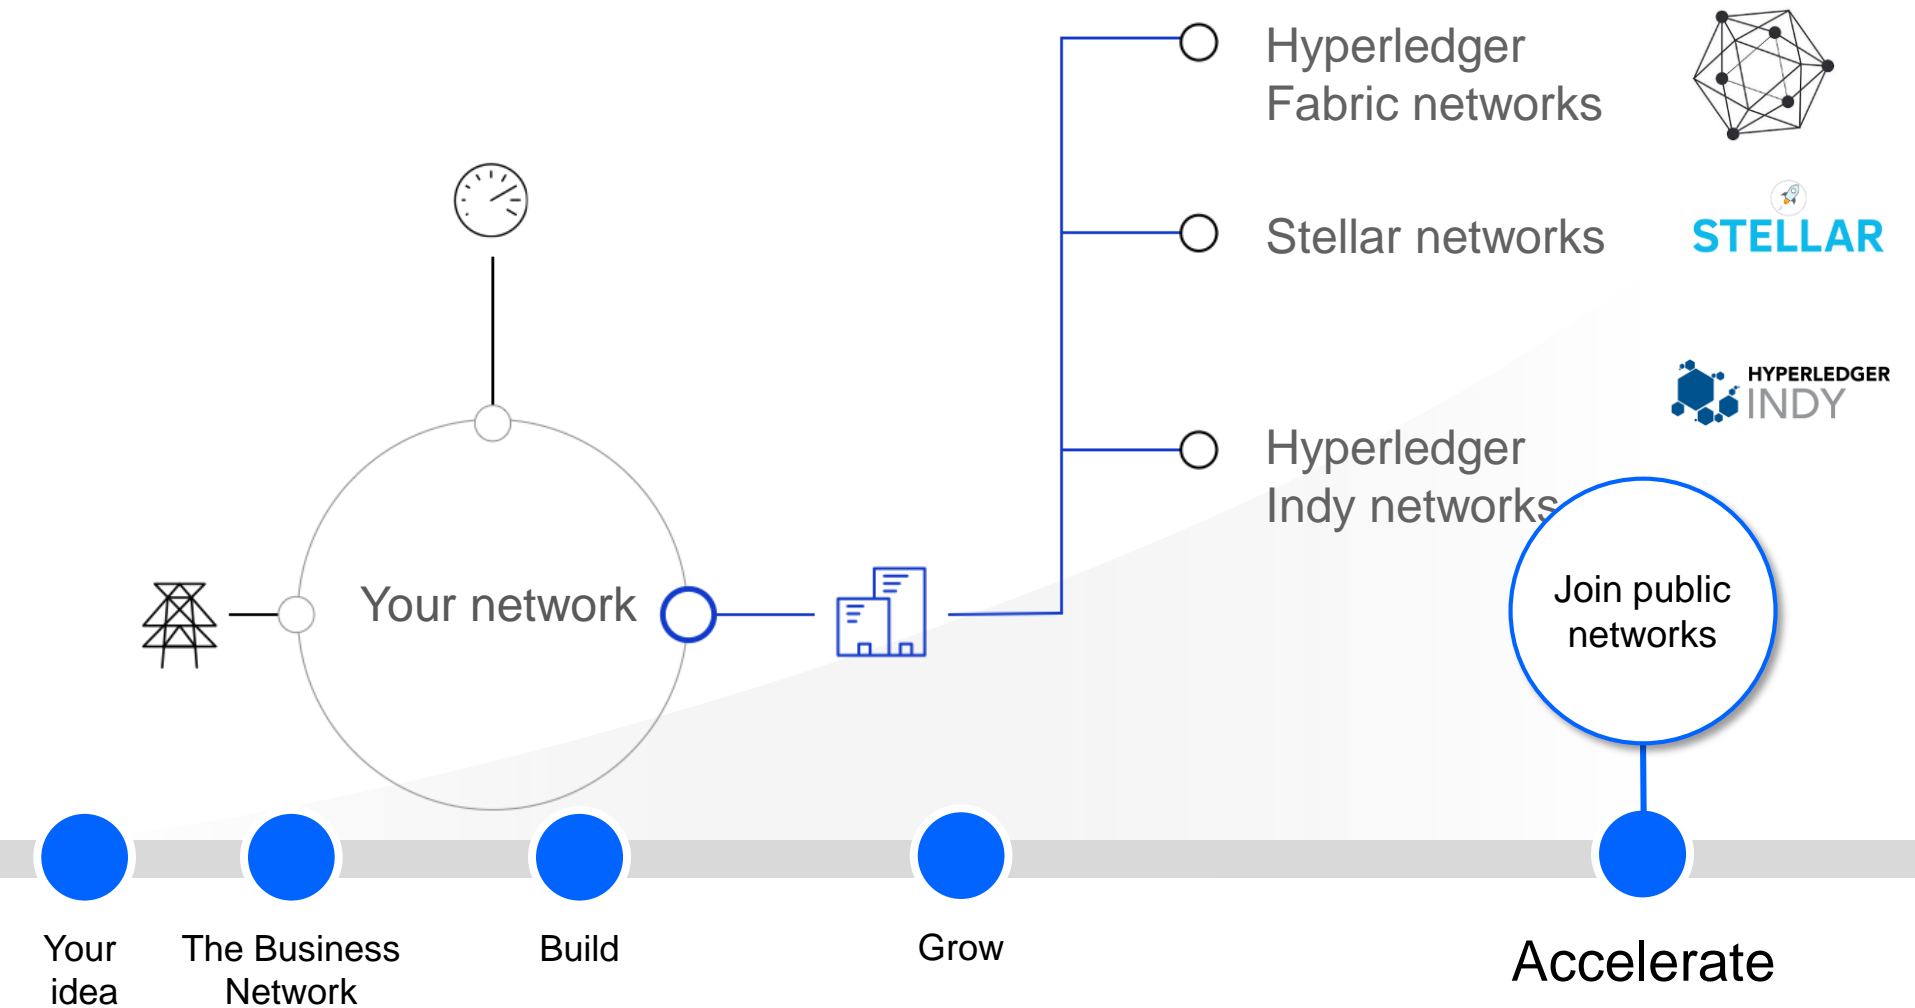 Hyperledger
Fabric networks
STELLAR
Stellar networks
HYPERLEDGER
INDY
Hyperledger
Indy networks
Your network
Join public
networks
Your
idea
The Business
Network
Build
Grow
Accelerate